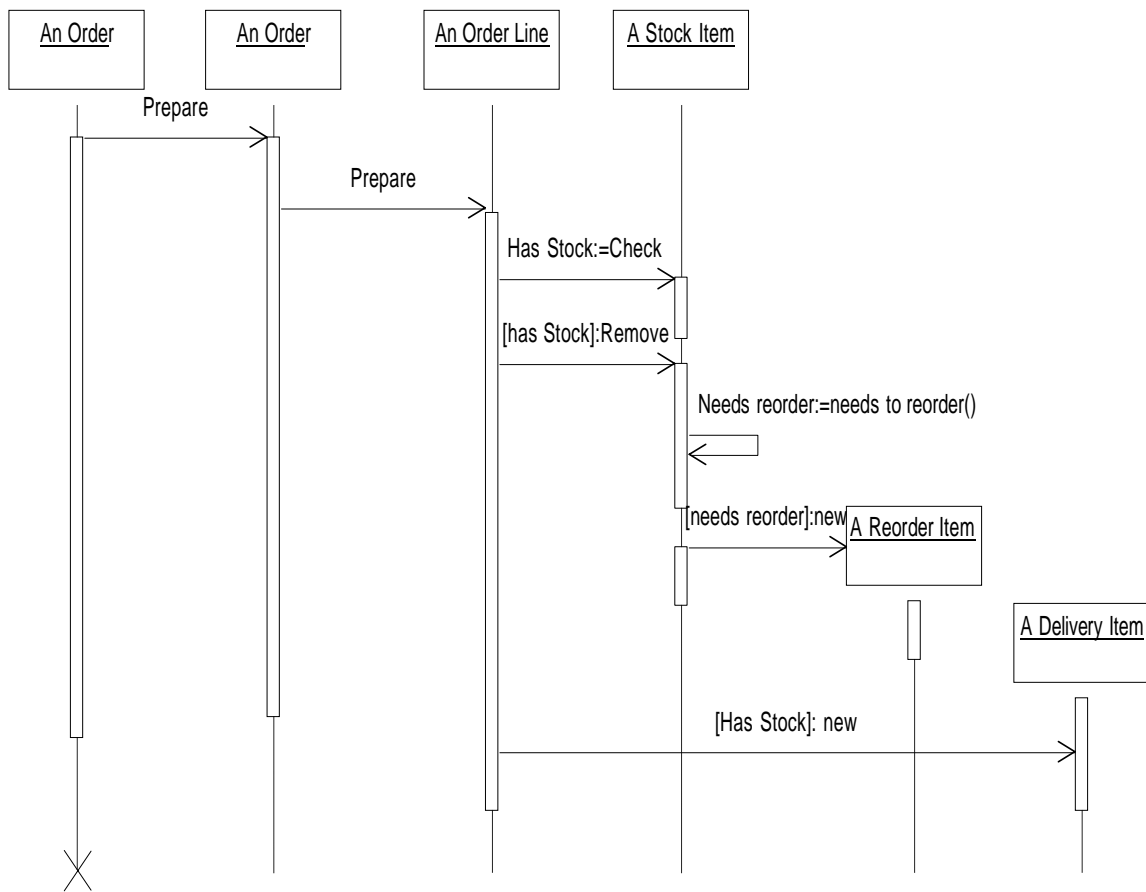 An Order
An Order
An Order Line
A Stock Item
Prepare
Prepare
Has Stock:=Check
[has Stock]:Remove
Needs reorder:=needs to reorder()
[needs reorder]:new
A Reorder Item
A Delivery Item
[Has Stock]: new